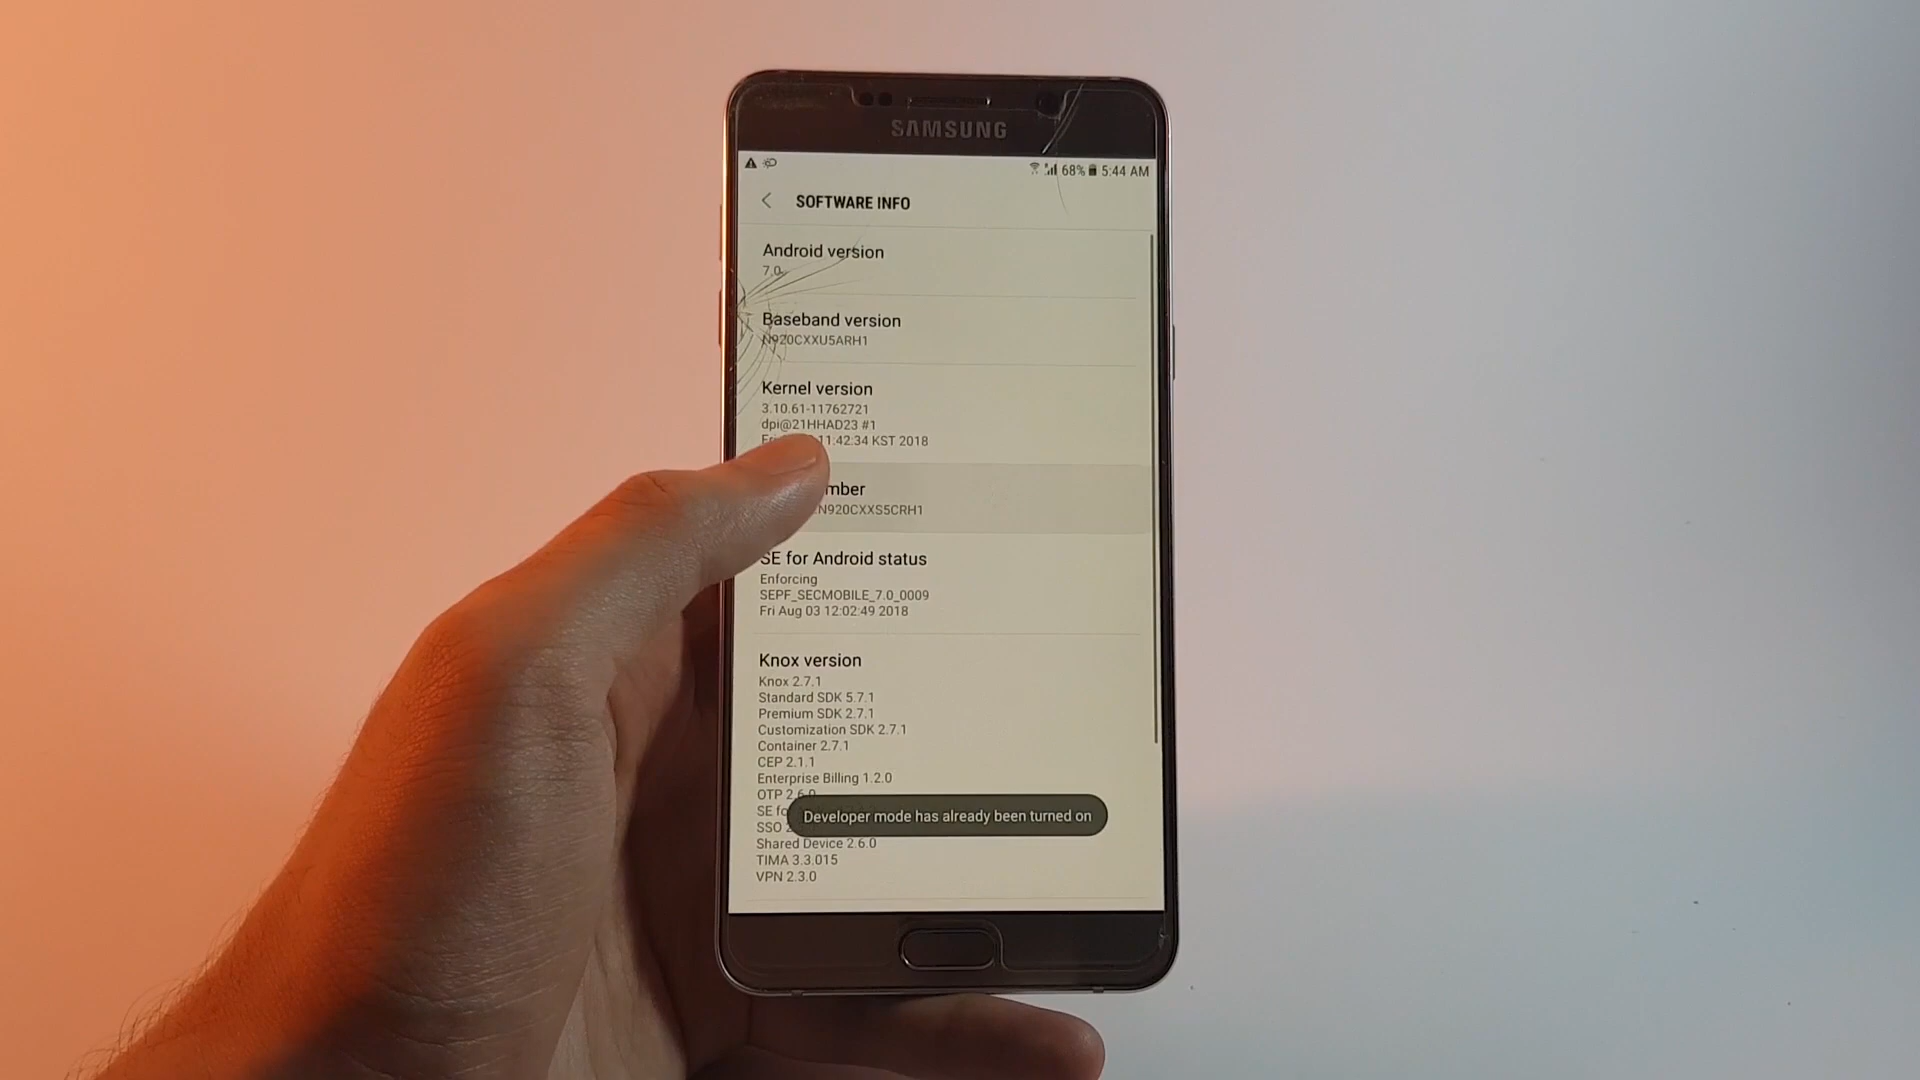 SAMSUNG
68% 5:44 AM
SOFTWARE INFO
Android version
7.0
Baseband version
N920CXXU5ARH1
Kernel version
3.10.61-11762721
dpi@21HHAD23 #1
Fri 11:42:34 KST 2018
N920CXXS5CRH1
SE for Android status
Enforcing
SEPF_SECMOBILE_7.0_0009
Fri Aug 03 12:02:49 2018
Knox version
Knox 2.7.1
Standard SDK 5.7.1
Premium SDK 2.7.1
Customization SDK 2.7.1
Container 2.7.1
CEP 2.1.1
Enterprise Billing 1.2.0
OTP 2.6.0
SE
Developer mode has already been turned on
SSO
Shared Device 2.6.0
TIMA 3.3.015
VPN 2.3.0